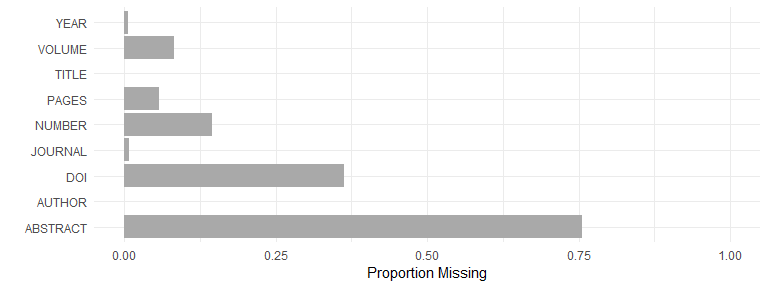 YEAR
VOLUME
TITLE
PAGES
NUMBER
JOURNAL
DOI
AUTHOR
ABSTRACT
0.00 0.25 0.50 0.75 1.00
Proportion Missing